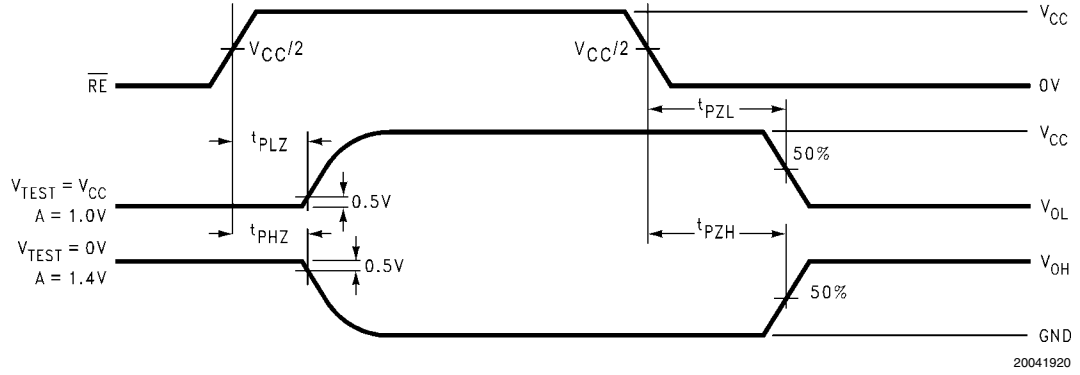 V_CC
V_CC/2
V_CC/2
R̅E̅
0V
t_PZL
V_CC
t_PLZ
50%
V_TEST = V_CC
A = 1.0V
0.5V
V_OL
t_PHZ
t_PZH
V_TEST = 0V
A = 1.4V
0.5V
V_OH
50%
GND
20041920